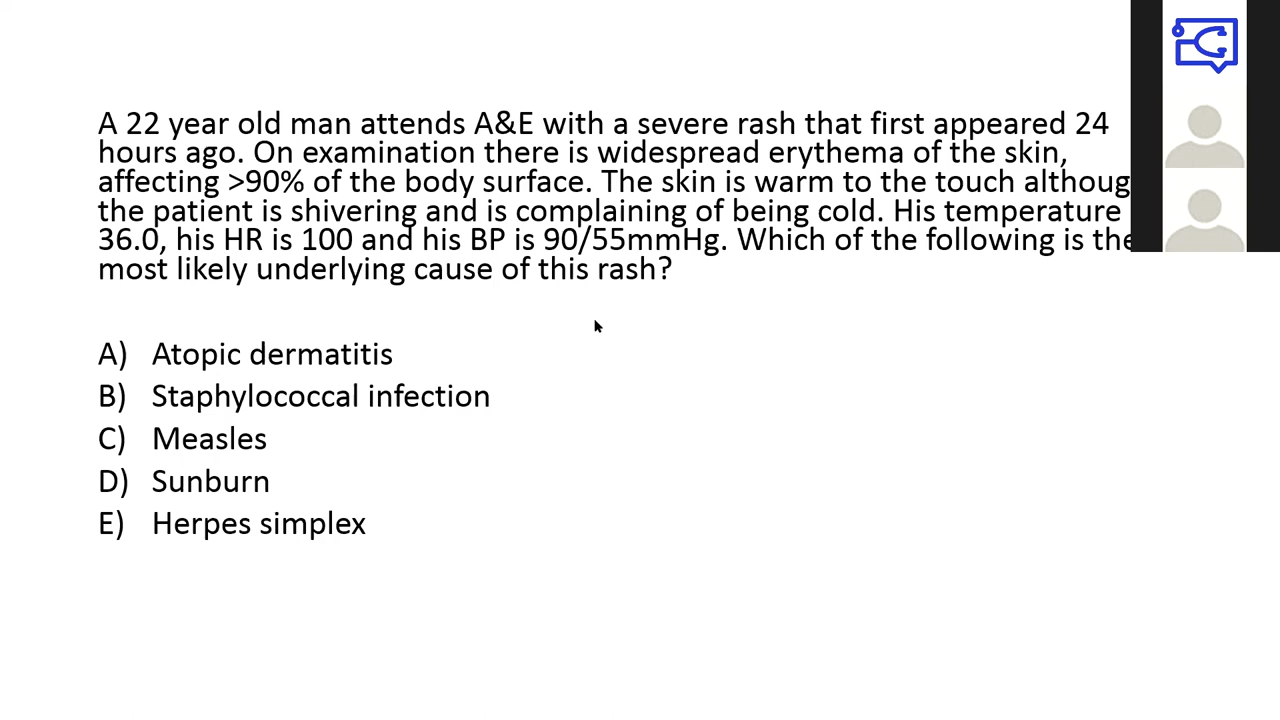 A 22 year old man attends A&E with a severe rash that first appeared 24
hours ago. On examination there is widespread erythema of the skin,
affecting >90% of the body surface. The skin is warm to the touch althoug
the patient is shivering and is complaining of being cold. His temperature
36.0, his HR is 100 and his BP is 90/55mmHg. Which of the following is the
most likely underlying cause of this rash?
A) Atopic dermatitis
B) Staphylococcal infection
C) Measles
D) Sunburn
E) Herpes simplex